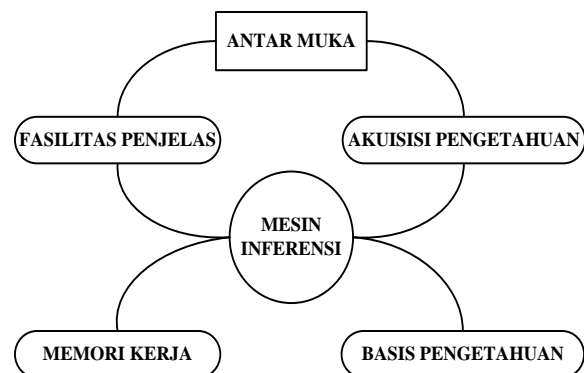 ANTAR MUKA
FASILITAS PENJELAS
AKUISISI PENGETAHUAN
MESIN
INFERENSI
MEMORI KERJA
BASIS PENGETAHUAN